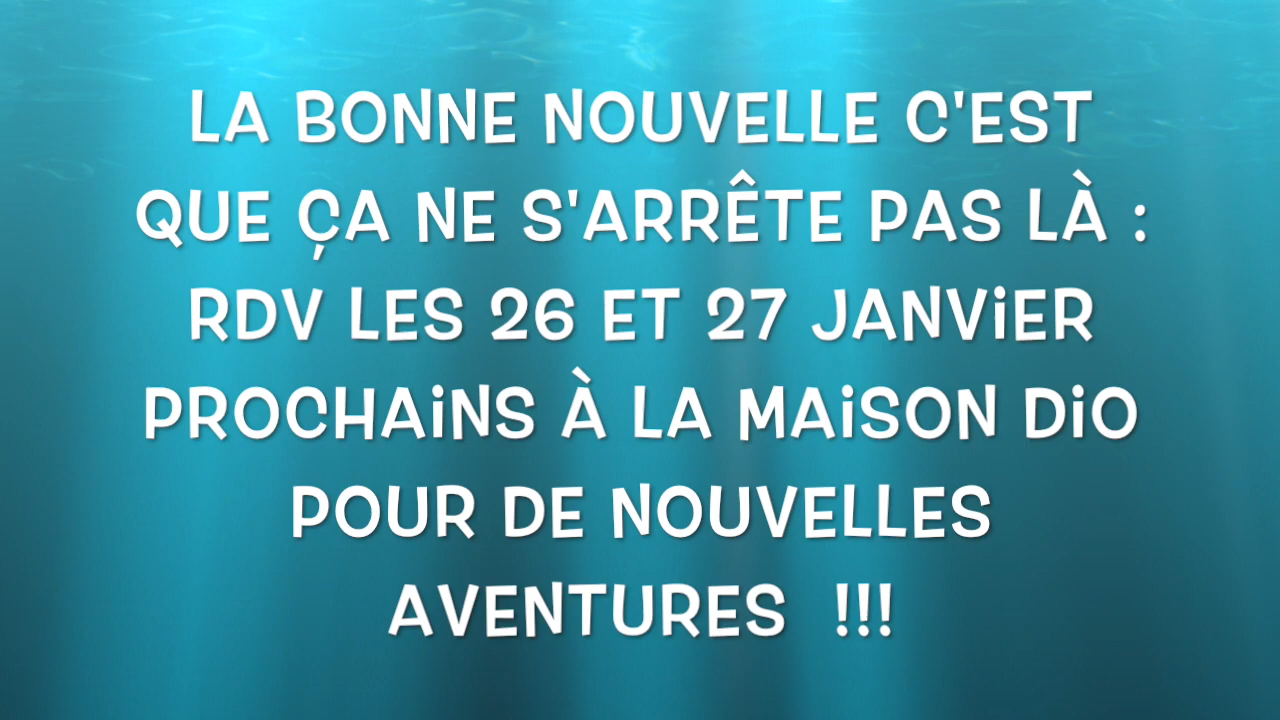 LA BONNE NOUVELLE C'EST
QUE ÇA NE S'ARRÊTE PAS LÀ :
RDV LES 26 ET 27 JANViER
PROCHAiNS À LA MAiSON DiO
POUR DE NOUVELLES
AVENTURES !!!